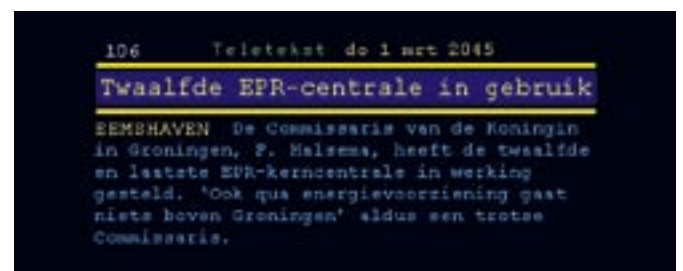 106 Teletekst do 1 mrt 2045
Twaalfde EPR-centrale in gebruik
EEMSHAVEN De Commissaris van de Koningin
in Groningen, F. Halsema, heeft de twaalfde
en laatste EPR-kerncentrale in werking
gesteld. 'Ook qua energievoorziening gaat
niets boven Groningen' aldus een trotse
Commissaris.